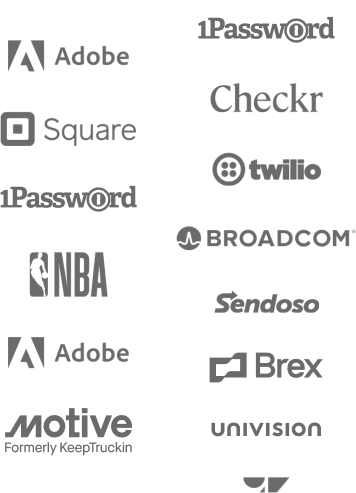 Adobe
Square
1Password
NBA
Adobe
motive
Formerly KeepTruckin
1Password
Checkr
twilio
BROADCOM®
Sendoso
Brex
UNIVISION